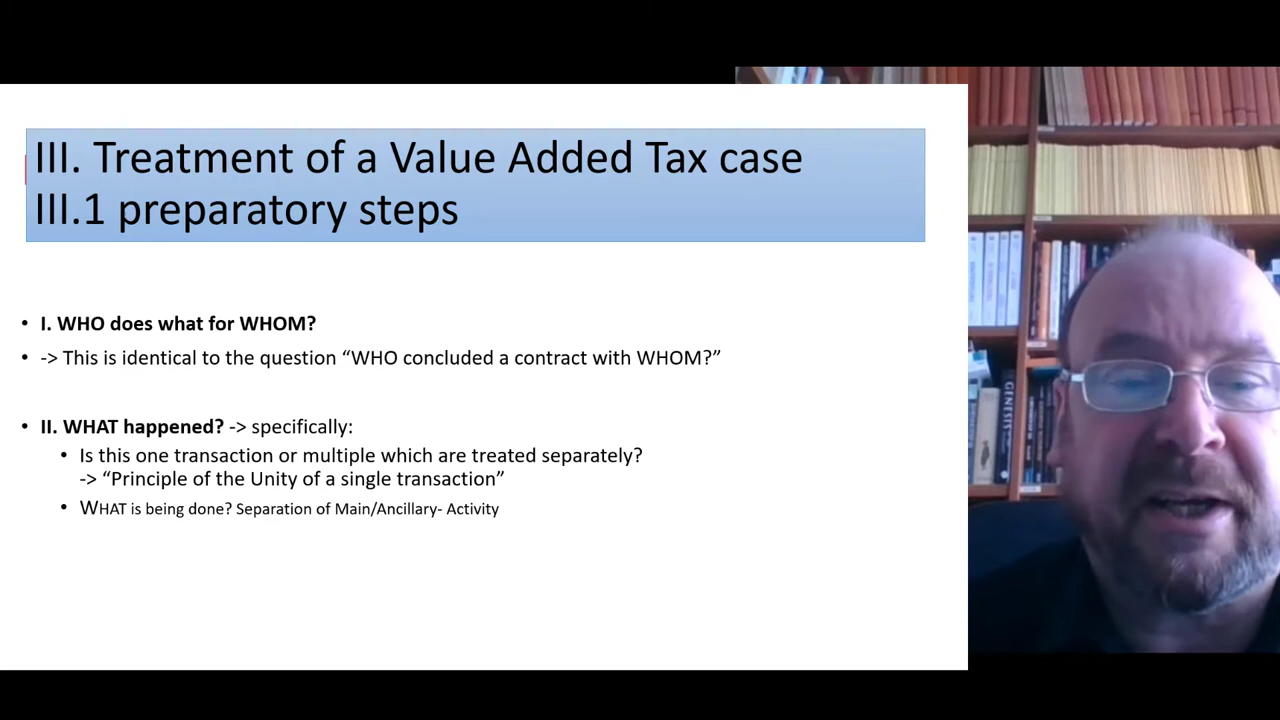 III. Treatment of a Value Added Tax case
III.1 preparatory steps
• I. WHO does what for WHOM?
• -> This is identical to the question “WHO concluded a contract with WHOM?”
• II. WHAT happened? -> specifically:
• Is this one transaction or multiple which are treated separately?
-> “Principle of the Unity of a single transaction”
• WHAT is being done? Separation of Main/Ancillary- Activity
GENESIS